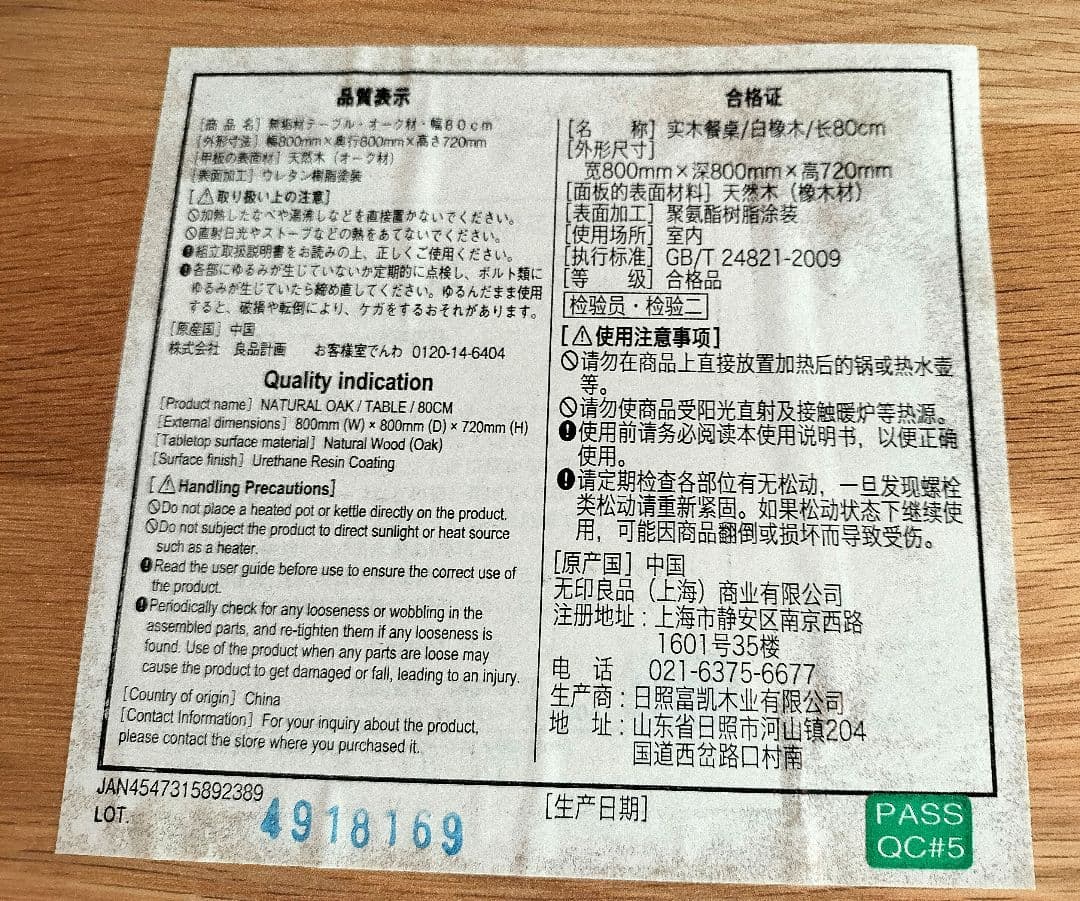 品質表示
[商 品 名] 無垢材テーブル・オーク材・幅80cm
[外形寸法] 幅800mm×奥行800mm×高さ720mm
[甲板の表面材] 天然木(オーク材)
[表面加工] ウレタン樹脂塗装
[⚠取り扱い上の注意]
🚫加熱したなべや湯沸しなどを直接置かないでください。
🚫直射日光やストーブなどの熱をあてないでください。
❗組立取扱説明書をお読みの上、正しくご使用ください。
❗各部にゆるみが生じていないか定期的に点検し、ボルト類に
ゆるみが生じていたら締め直してください。ゆるんだまま使用
すると、破損や転倒により、ケガをするおそれがあります。
[原産国] 中国
株式会社 良品計画 お客様室でんわ 0120-14-6404
Quality indication
[Product name] NATURAL OAK / TABLE / 80CM
[External dimensions] 800mm (W) × 800mm (D) × 720mm (H)
[Tabletop surface material] Natural Wood (Oak)
[Surface finish] Urethane Resin Coating
[⚠Handling Precautions]
🚫Do not place a heated pot or kettle directly on the product.
🚫Do not subject the product to direct sunlight or heat source
such as a heater.
❗Read the user guide before use to ensure the correct use of
the product.
❗Periodically check for any looseness or wobbling in the
assembled parts, and re-tighten them if any looseness is
found. Use of the product when any parts are loose may
cause the product to get damaged or fall, leading to an injury.
[Country of origin] China
[Contact Information] For your inquiry about the product,
please contact the store where you purchased it.
合格证
[名 称] 实木餐桌/白橡木/长80cm
[外形尺寸]
宽800mm×深800mm×高720mm
[面板的表面材料] 天然木(橡木材)
[表面加工] 聚氨酯树脂涂装
[使用场所] 室内
[执行标准] GB/T 24821-2009
[等 级] 合格品
检验员・检验二
[⚠使用注意事项]
🚫请勿在商品上直接放置加热后的锅或热水壶
等。
🚫请勿使商品受阳光直射及接触暖炉等热源。
❗使用前请务必阅读本使用说明书，以便正确
使用。
❗请定期检查各部位有无松动，一旦发现螺栓
类松动请重新紧固。如果松动状态下继续使
用，可能因商品翻倒或损坏而导致受伤。
[原产国] 中国
无印良品(上海)商业有限公司
注册地址：上海市静安区南京西路
1601号35楼
电 话 021-6375-6677
生产商：日照富凯木业有限公司
地 址：山东省日照市河山镇204
国道西岔路口村南
JAN4547315892389
LOT.
4918169
[生产日期]
PASS
QC#5